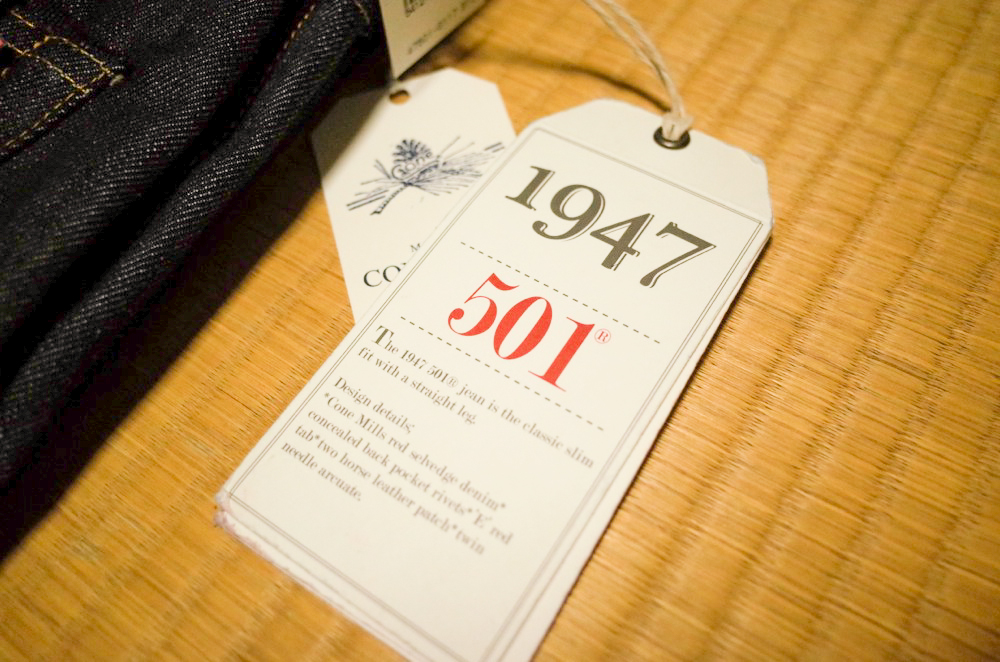 1947
501®
The 1947 501® jean is the classic slim
fit with a straight leg.
Design details;
*Cone Mills red selvedge denim*
concealed back pocket rivets*"E" red
tab*two horse leather patch*twin
needle arcuate.